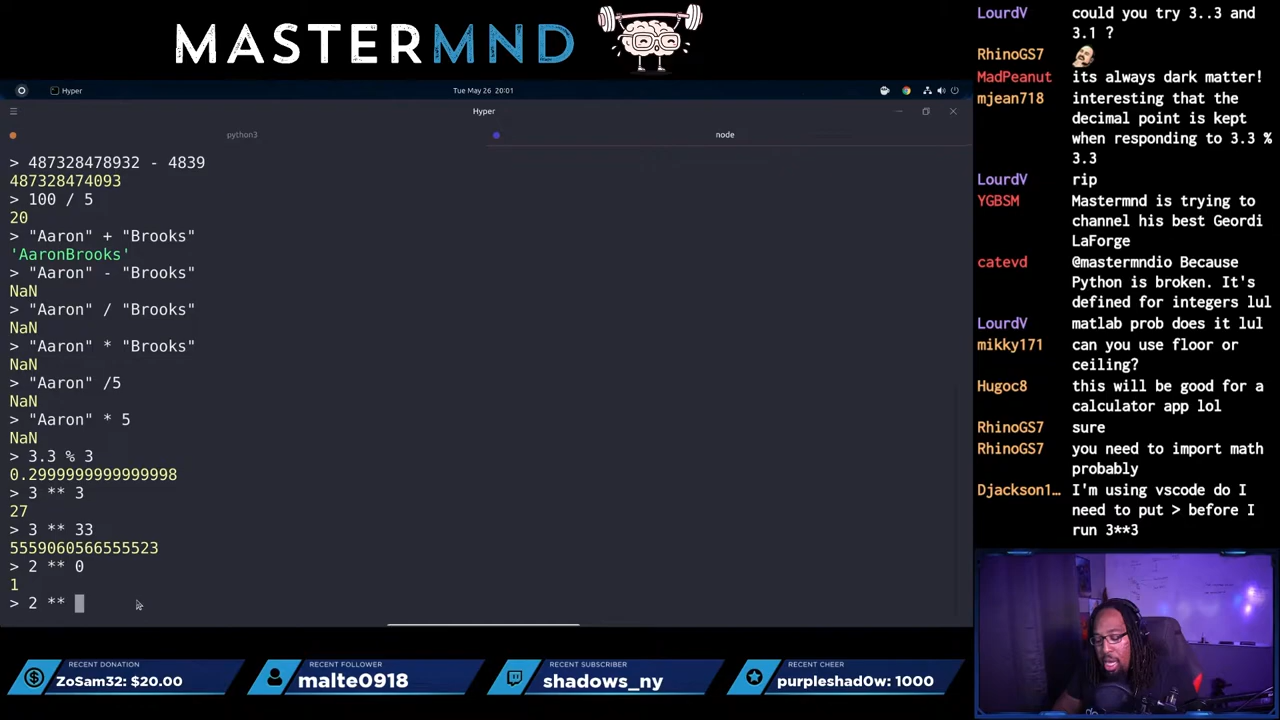 MASTERMND
Hyper
Tue May 26 20:01
Hyper
python3
node
> 487328478932 - 4839
487328474093
> 100 / 5
20
> "Aaron" + "Brooks"
'AaronBrooks'
> "Aaron" - "Brooks"
NaN
> "Aaron" / "Brooks"
NaN
> "Aaron" * "Brooks"
NaN
> "Aaron" /5
NaN
> "Aaron" * 5
NaN
> 3.3 % 3
0.2999999999999998
> 3 ** 3
27
> 3 ** 33
5559060566555523
> 2 ** 0
1
> 2 **
LourdV could you try 3..3 and
3.1 ?
RhinoGS7
MadPeanut its always dark matter!
mjean718 interesting that the
decimal point is kept
when responding to 3.3 %
3.3
LourdV rip
YGBSM Mastermnd is trying to
channel his best Geordi
LaForge
catevd @mastermndio Because
Python is broken. It's
defined for integers lul
LourdV matlab prob does it lul
mikky171 can you use floor or
ceiling?
Hugoc8 this will be good for a
calculator app lol
RhinoGS7 sure
RhinoGS7 you need to import math
probably
Djackson1… I'm using vscode do I
need to put > before I
run 3**3
RECENT DONATION
ZoSam32: $20.00
RECENT FOLLOWER
malte0918
RECENT SUBSCRIBER
shadows_ny
RECENT CHEER
purpleshad0w: 1000